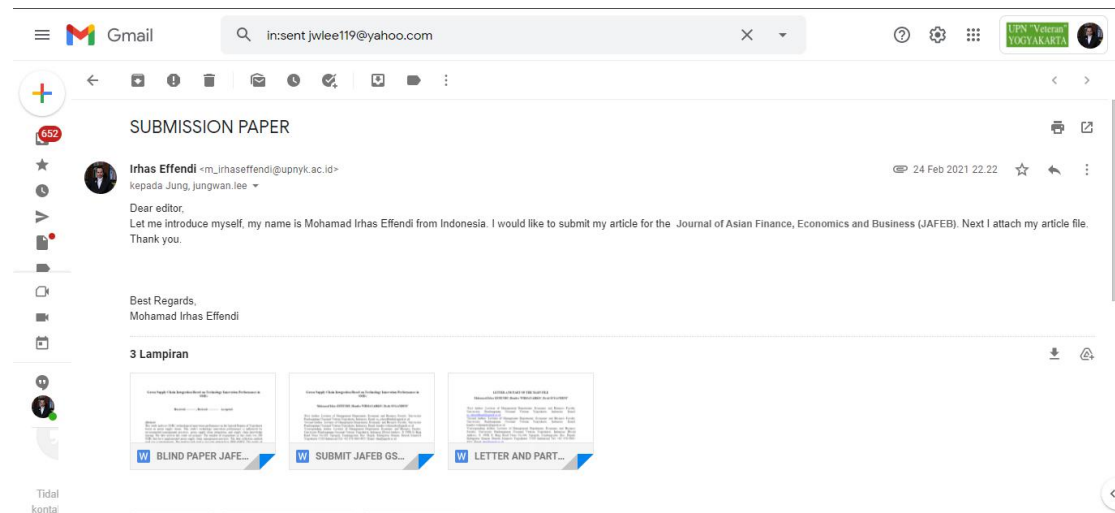 Gmail
in:sent jwlee119@yahoo.com
UPN "Veteran"
YOGYAKARTA
652
SUBMISSION PAPER
Irhas Effendi <m_irhaseffendi@upnyk.ac.id>
24 Feb 2021 22.22
kepada Jung, jungwan.lee
Dear editor,
Let me introduce myself, my name is Mohamad Irhas Effendi from Indonesia. I would like to submit my article for the Journal of Asian Finance, Economics and Business (JAFEB). Next I attach my article file.
Thank you.
Best Regards,
Mohamad Irhas Effendi
3 Lampiran
W BLIND PAPER JAFE...
W SUBMIT JAFEB GS...
W LETTER AND PART...
Tidal
konta